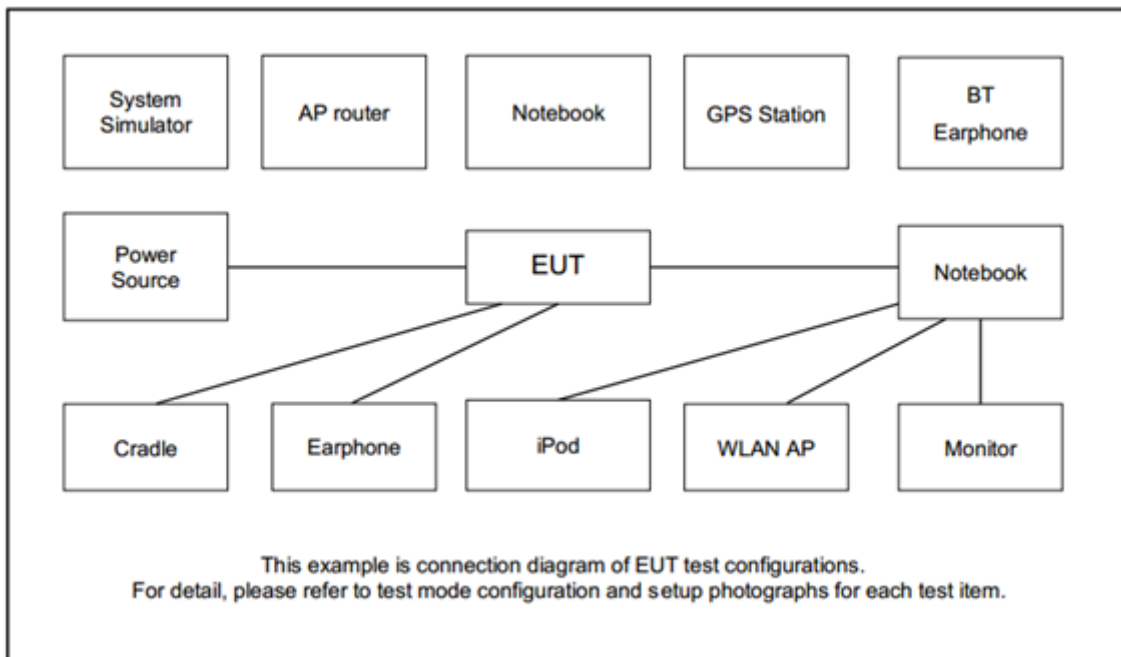 System
Simulator
AP router
Notebook
GPS Station
BT
Earphone
Power
Source
EUT
Notebook
Cradle
Earphone
iPod
WLAN AP
Monitor
This example is connection diagram of EUT test configurations.
For detail, please refer to test mode configuration and setup photographs for each test item.